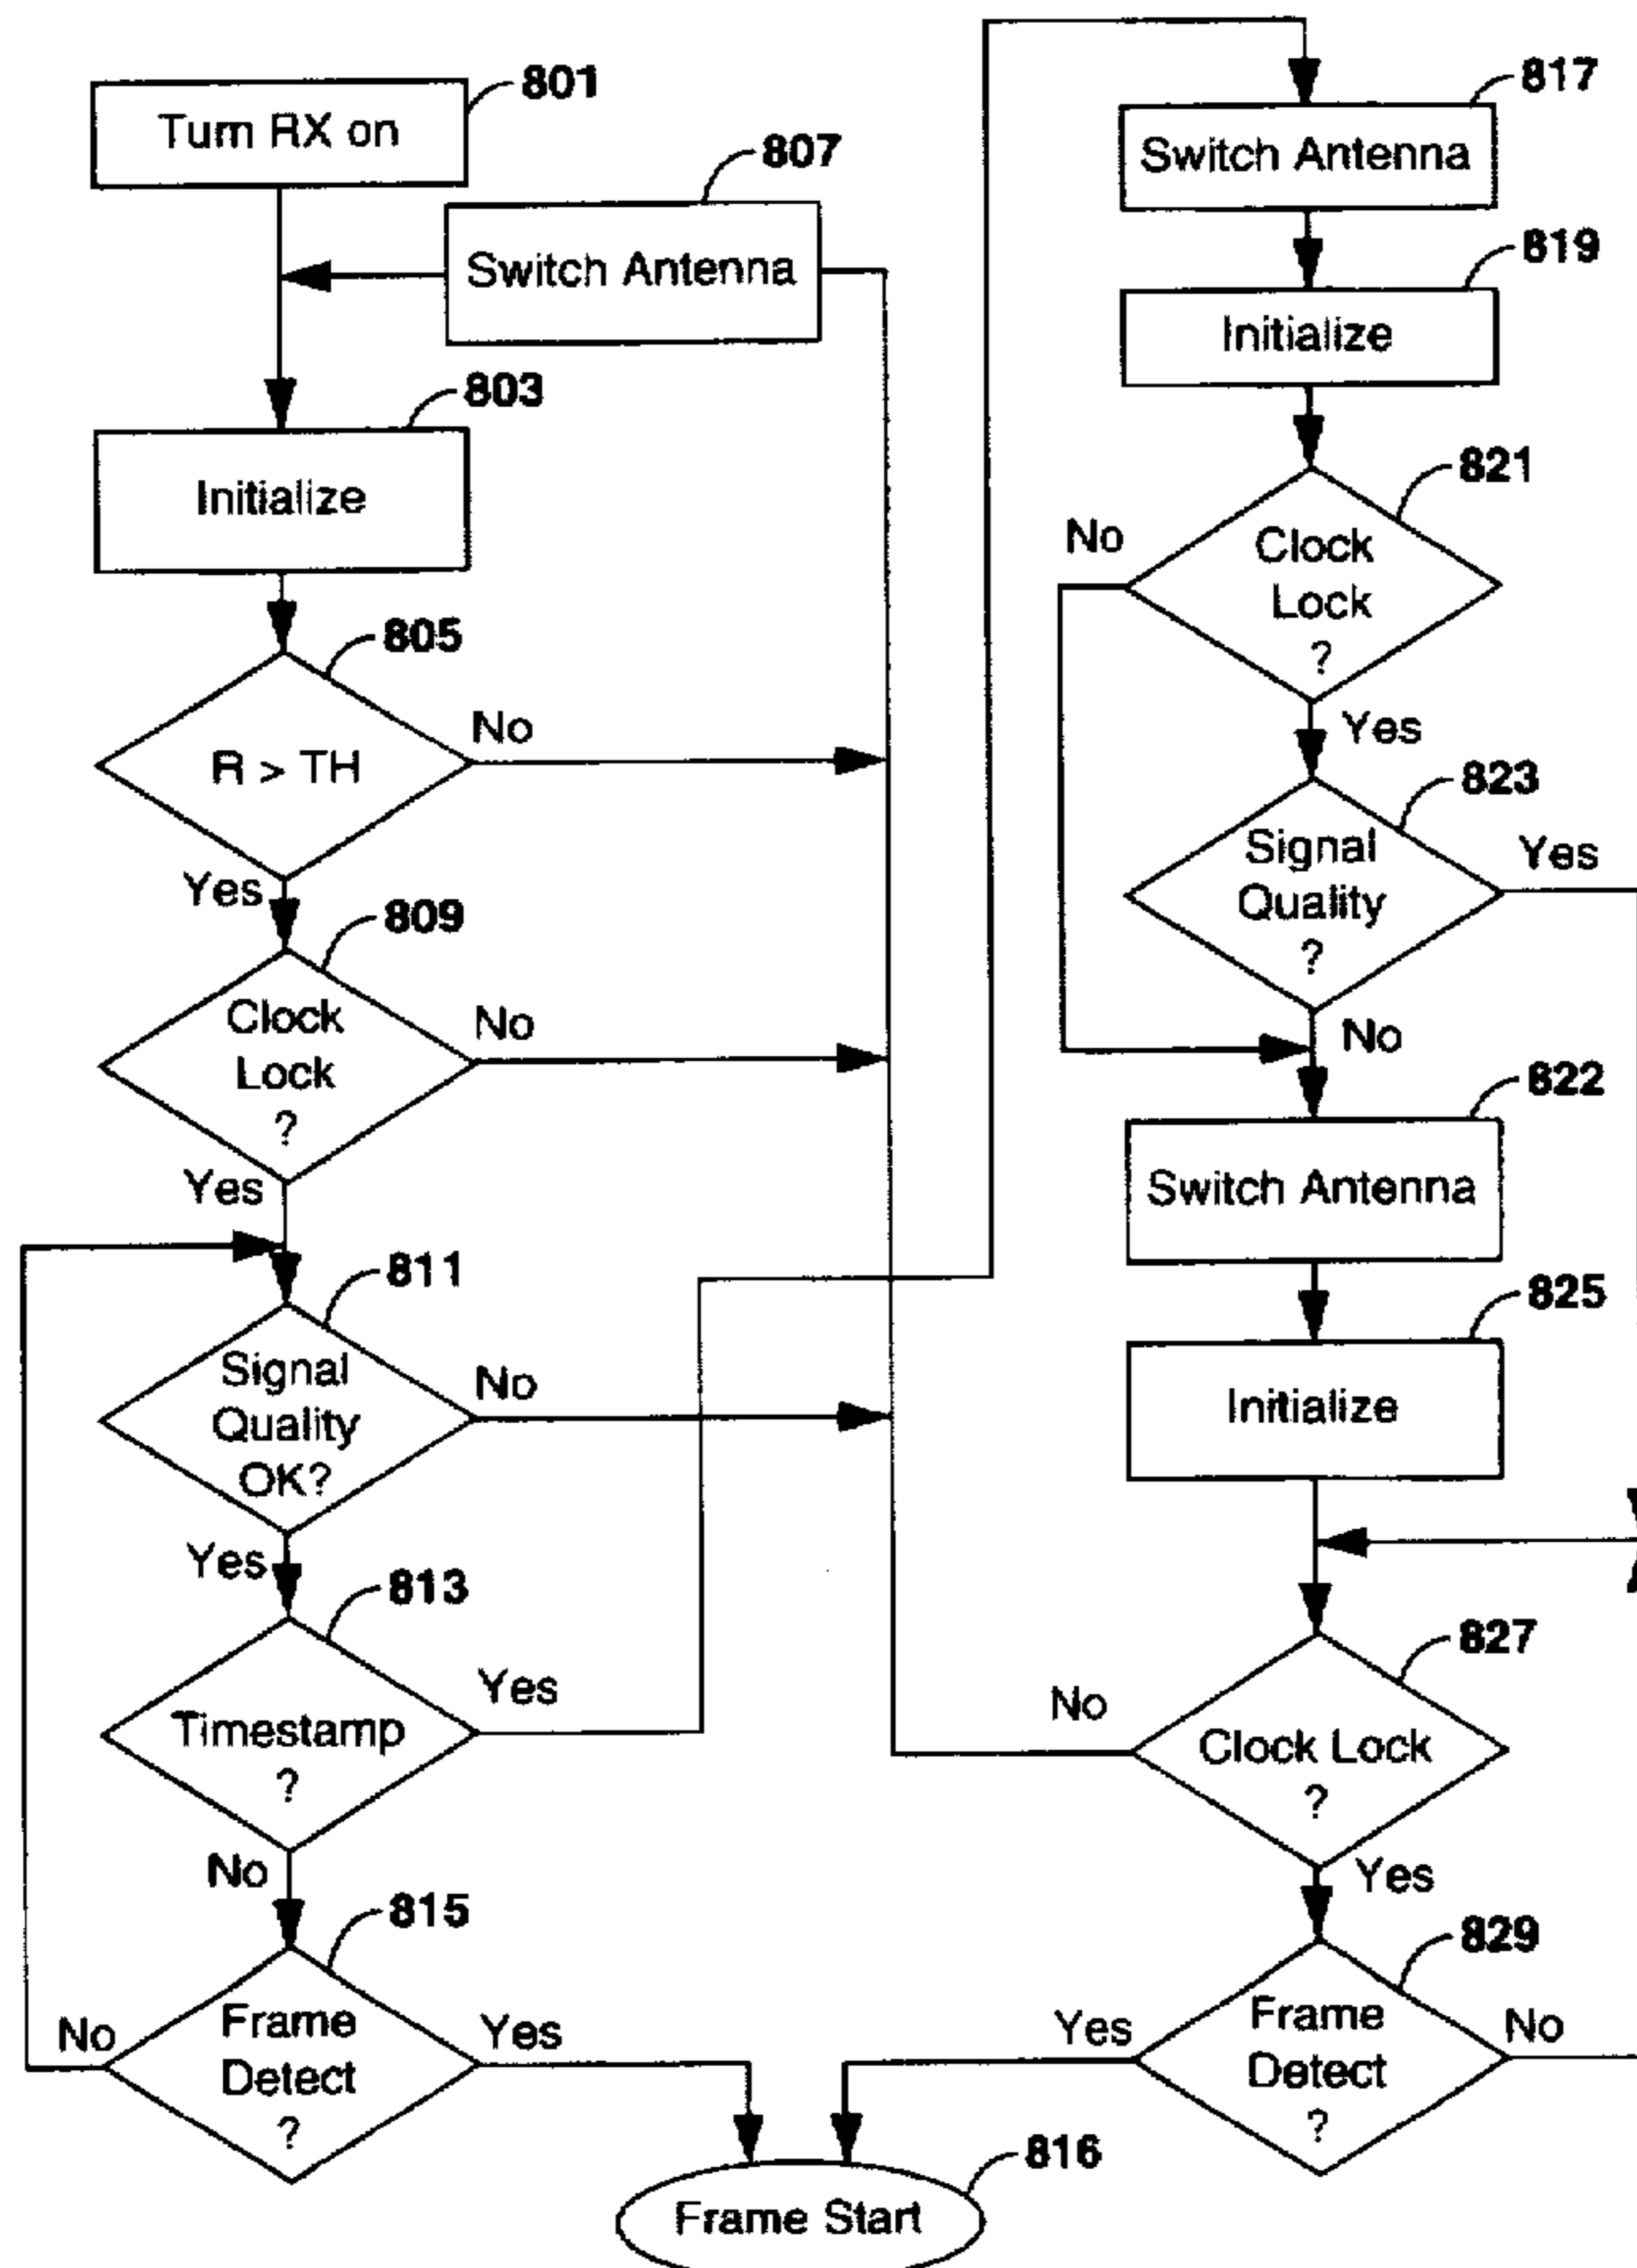 801
Turn RX on
807
Switch Antenna
803
Initialize
805
R > TH
No
Yes
809
Clock
Lock
?
No
Yes
811
Signal
Quality
OK?
No
Yes
813
Timestamp
?
Yes
No
815
Frame
Detect
?
No
Yes
816
Frame Start
817
Switch Antenna
819
Initialize
821
Clock
Lock
?
No
Yes
823
Signal
Quality
?
Yes
No
822
Switch Antenna
825
Initialize
827
Clock Lock
?
No
Yes
829
Frame
Detect
?
Yes
No